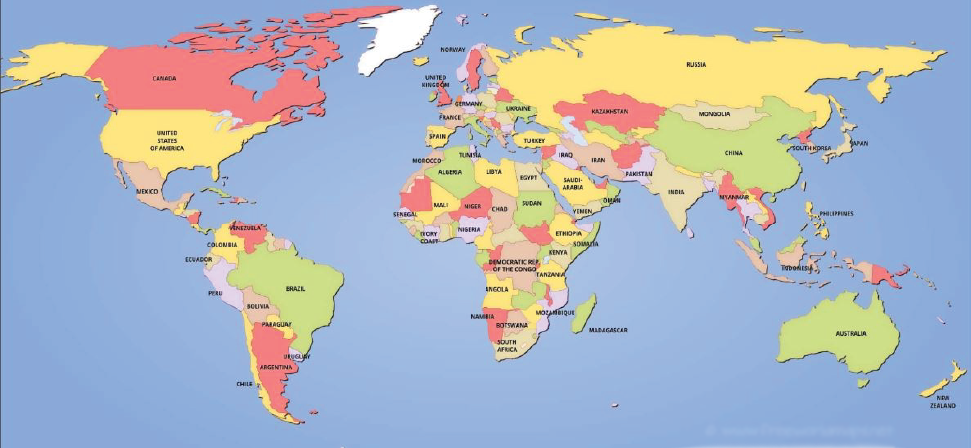 NORWAY
RUSSIA
CANADA
UNITED
KINGDOM
GERMANY
UKRAINE
KAZAKHSTAN
MONGOLIA
FRANCE
UNITED
STATES
OF AMERICA
SPAIN
TURKEY
SOUTH KOREA
JAPAN
CHINA
TUNISIA
MOROCCO
IRAQ
IRAN
ALGERIA
LIBYA
EGYPT
PAKISTAN
SAUDI-
ARABIA
MEXICO
INDIA
MYANMAR
OMAN
MALI
NIGER
CHAD
SUDAN
YEMEN
SENEGAL
PHILIPPINES
VENEZUELA
IVORY
COAST
NIGERIA
ETHIOPIA
SOMALIA
COLOMBIA
KENYA
ECUADOR
DEMOCRATIC REP.
OF THE CONGO
INDONESIA
TANZANIA
BRAZIL
ANGOLA
PERU
BOLIVIA
MOZAMBIQUE
NAMIBIA
BOTSWANA
MADAGASCAR
PARAGUAY
AUSTRALIA
SOUTH
AFRICA
URUGUAY
ARGENTINA
CHILE
NEW
ZEALAND